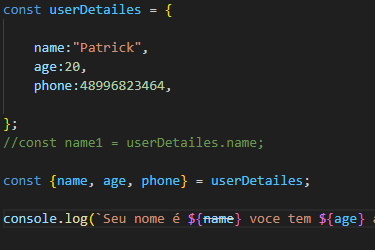 const userDetailes = {
name:"Patrick",
age:20,
phone:48996823464,
};
//const name1 = userDetailes.name;
const {name, age, phone} = userDetailes;
console.log(`Seu nome é ${name} voce tem ${age}